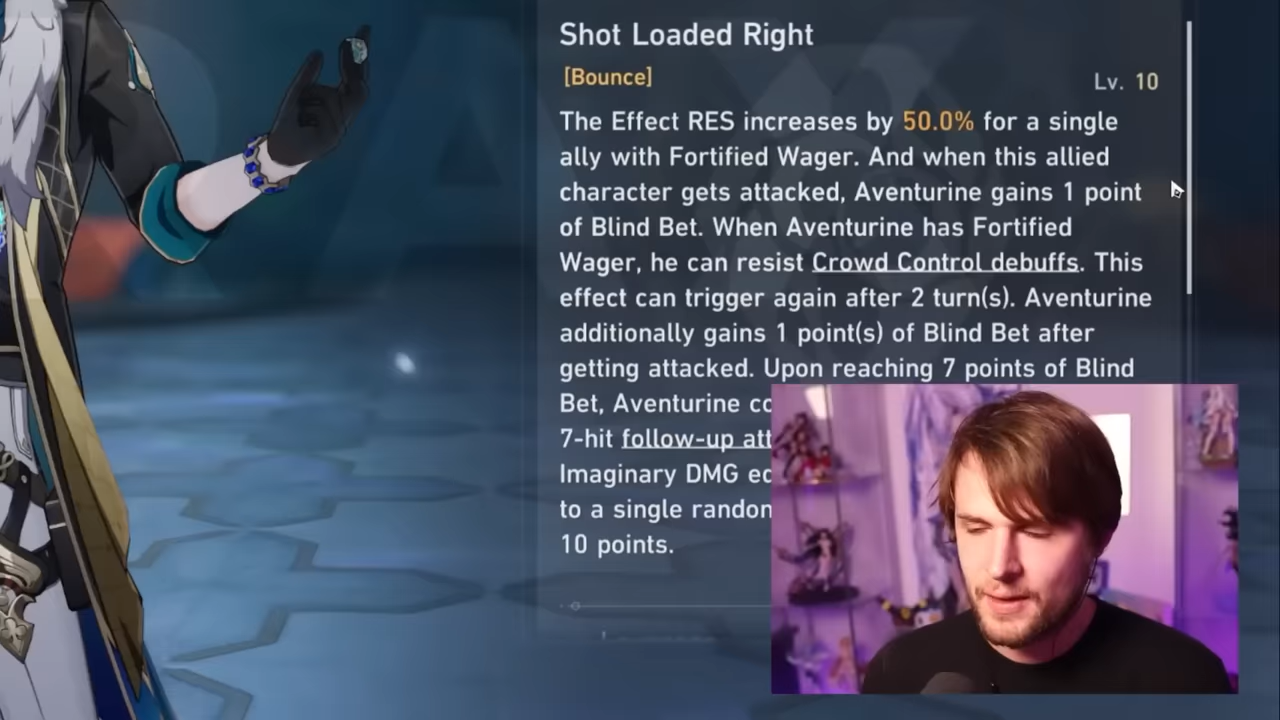 Shot Loaded Right
[Bounce]
Lv. 10
The Effect RES increases by 50.0% for a single
ally with Fortified Wager. And when this allied
character gets attacked, Aventurine gains 1 point
of Blind Bet. When Aventurine has Fortified
Wager, he can resist Crowd Control debuffs. This
effect can trigger again after 2 turn(s). Aventurine
additionally gains 1 point(s) of Blind Bet after
getting attacked. Upon reaching 7 points of Blind
Bet, Aventurine
7-hit follow-up
Imaginary DMG
to a single
10 points.